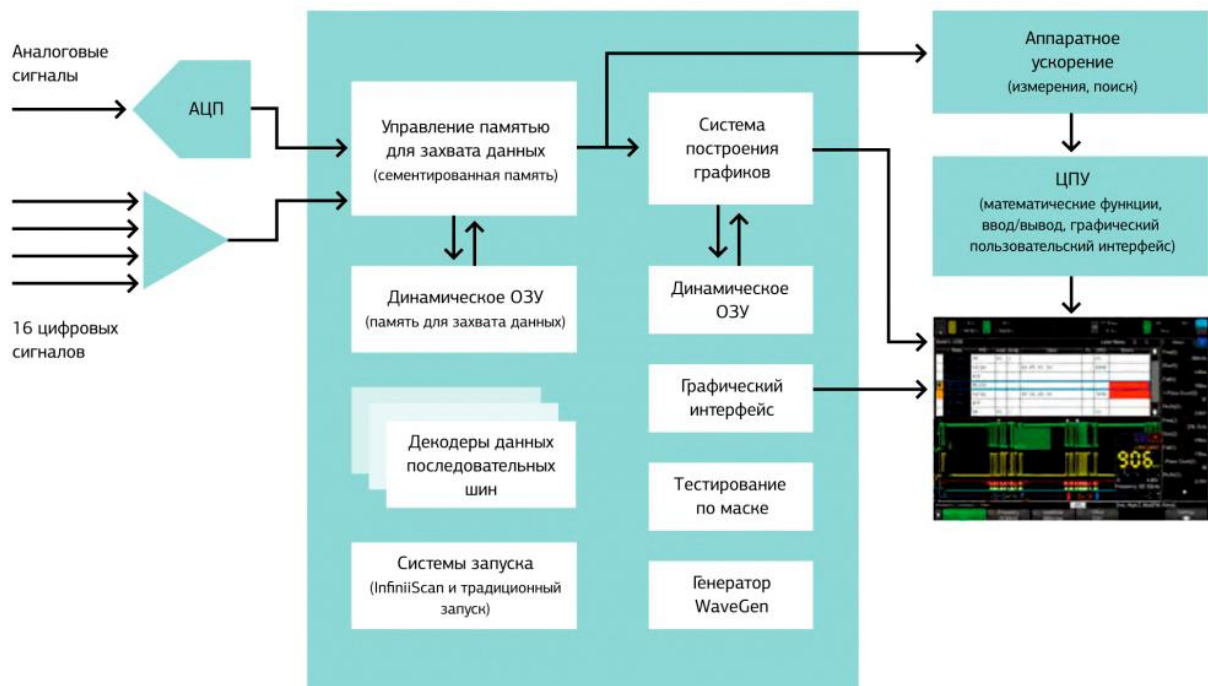 Аналоговые
сигналы
АЦП
16 цифровых
сигналов
Управление памятью
для захвата данных
(сементированная память)
Динамическое ОЗУ
(память для захвата данных)
Декодеры данных
последовательных
шин
Системы запуска
(InfiniiScan и традиционный
запуск)
Система
построения
графиков
Динамическое
ОЗУ
Графический
интерфейс
Тестирование
по маске
Генератор
WaveGen
Аппаратное
ускорение
(измерения, поиск)
ЦПУ
(математические функции,
ввод/вывод, графический
пользовательский интерфейс)
906